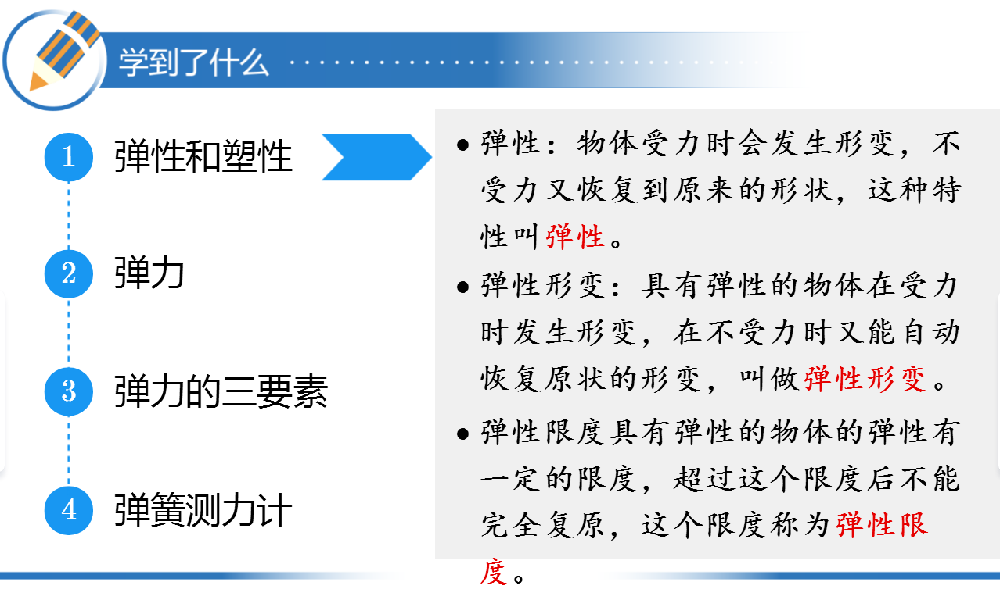 学到了什么
1 弹性和塑性
2 弹力
3 弹力的三要素
4 弹簧测力计
•弹性：物体受力时会发生形变，不
受力又恢复到原来的形状，这种特
性叫弹性。
•弹性形变：具有弹性的物体在受力
时发生形变，在不受力时又能自动
恢复原状的形变，叫做弹性形变。
•弹性限度具有弹性的物体的弹性有
一定的限度，超过这个限度后不能
完全复原，这个限度称为弹性限
度。